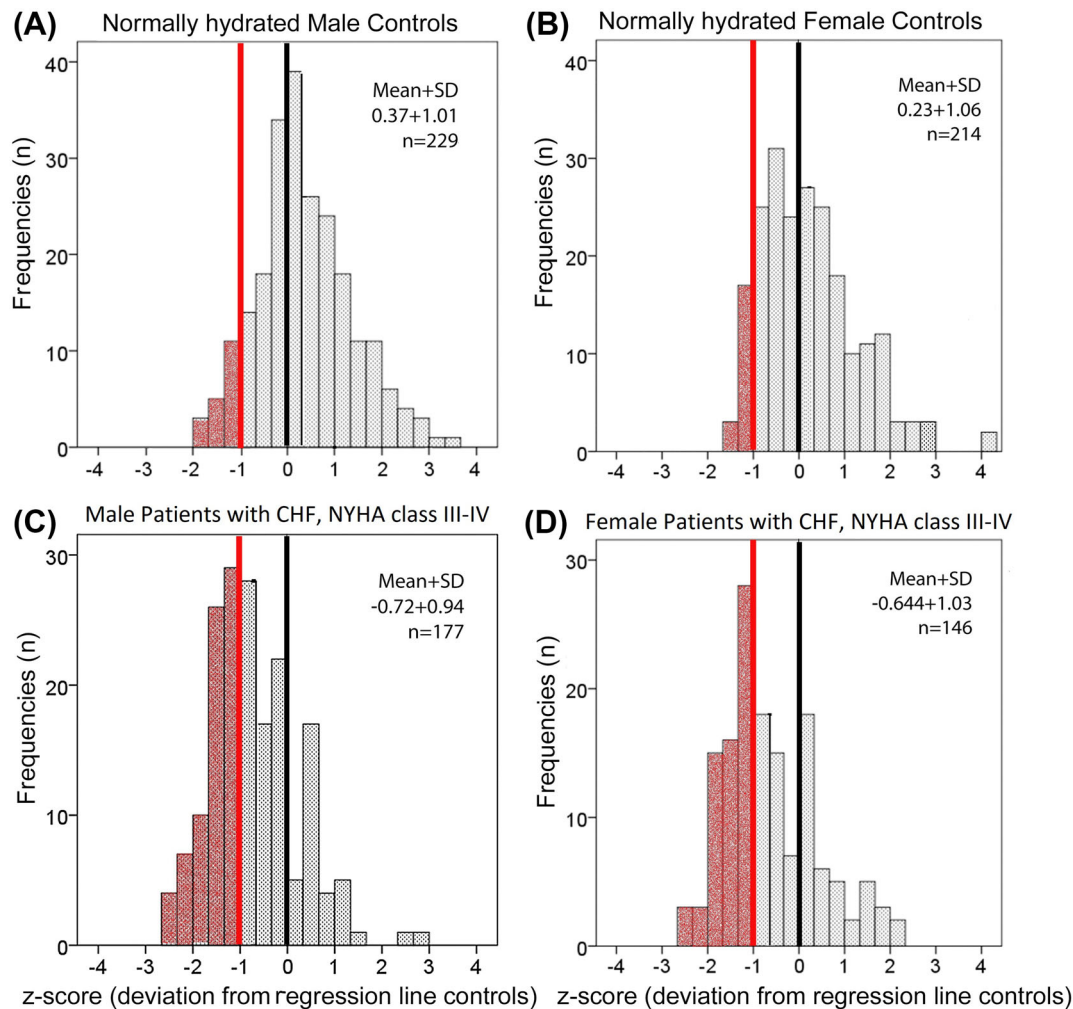 (A) Normally hydrated Male Controls
Frequencies (n)
40
30
20
10
0
Mean+SD
0.37+1.01
n=229
-4 -3 -2 -1 0 1 2 3 4
(B) Normally hydrated Female Controls
Frequencies (n)
40
30
20
10
0
Mean+SD
0.23+1.06
n=214
-4 -3 -2 -1 0 1 2 3 4
(C) Male Patients with CHF, NYHA class III-IV
Frequencies (n)
30
20
10
0
Mean+SD
-0.72+0.94
n=177
-4 -3 -2 -1 0 1 2 3 4
z-score (deviation from regression line controls)
(D) Female Patients with CHF, NYHA class III-IV
Frequencies (n)
30
20
10
0
Mean+SD
-0.644+1.03
n=146
-4 -3 -2 -1 0 1 2 3 4
z-score (deviation from regression line controls)